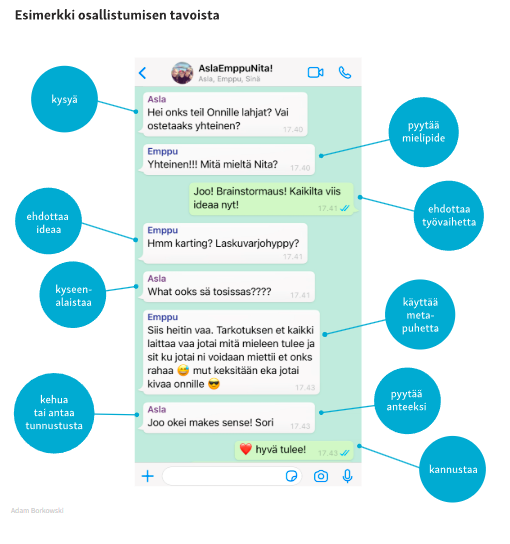 Esimerkki osallistumisen tavoista
AslaEmppuNita!
Asla, Emppu, Sinä
kysyä
Asla
Hei onks teil Onnille lahjat? Vai
ostetaaks yhteinen?
17.40
pyytää
mielipide
Emppu
Yhteinen!!! Mitä mieltä Nita?
17.40
Joo! Brainstormaus! Kaikilta viis
ideaa nyt!
17.41
ehdottaa
työvaihetta
ehdottaa
ideaa
Emppu
Hmm karting? Laskuvarjohyppy?
17.41
kyseen-
alaistaa
Asla
What ooks sä tosissas????
17.41
käyttää
meta-
puhetta
Emppu
Siis heitin vaa. Tarkotuksen et kaikki
laittaa vaa jotai mitä mieleen tulee ja
sit ku jotai ni voidaan miettii et onks
rahaa 😅 mut keksitään eka jotai
kivaa onnille 😎
17.43
kehua
tai antaa
tunnustusta
pyytää
anteeksi
Asla
Joo okei makes sense! Sori
17.43
❤️ hyvä tulee!
17.43
kannustaa
Adam Borkowski